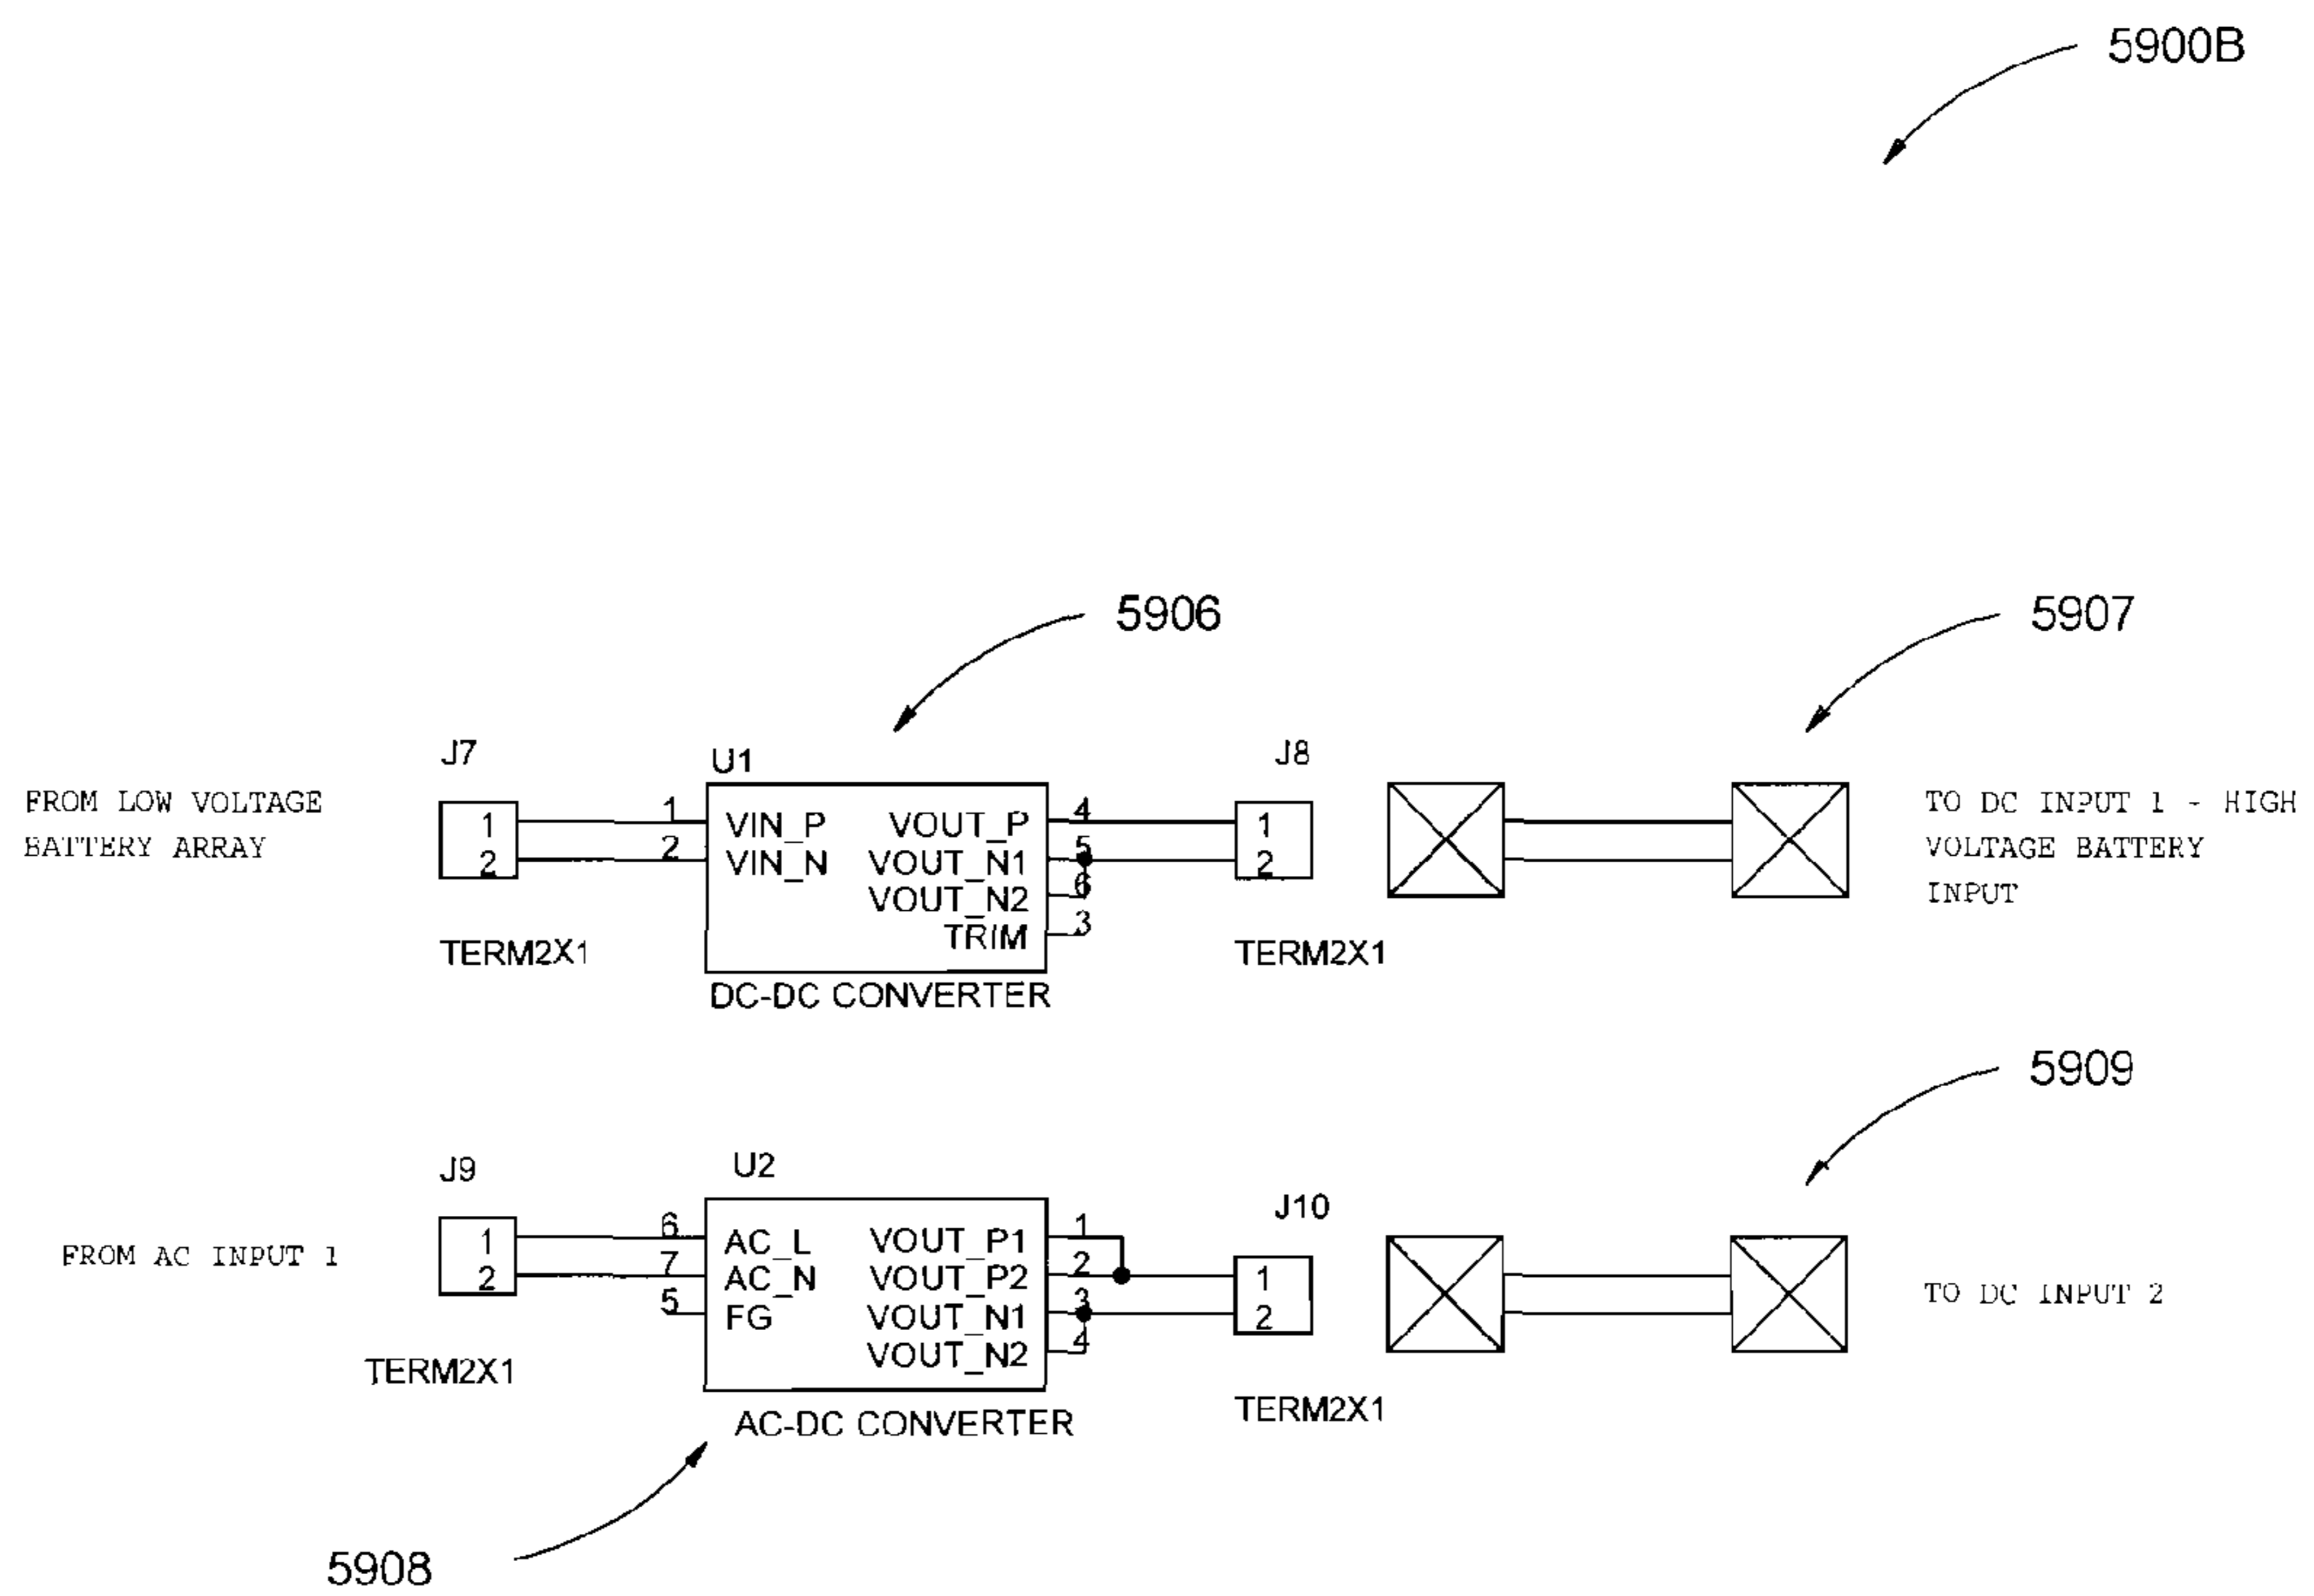 5900B
5906
5907
J7
U1
J8
FROM LOW VOLTAGE
BATTERY ARRAY
1
2
1
2
VIN_P
VIN_N
VOUT_P
VOUT_N1
VOUT_N2
TRIM
4
5
6
3
1
2
TO DC INPUT 1 - HIGH
VOLTAGE BATTERY
INPUT
TERM2X1
TERM2X1
DC-DC CONVERTER
5909
J9
U2
J10
FROM AC INPUT 1
1
2
6
7
5
AC_L
AC_N
FG
VOUT_P1
VOUT_P2
VOUT_N1
VOUT_N2
1
2
3
4
1
2
TO DC INPUT 2
TERM2X1
TERM2X1
AC-DC CONVERTER
5908